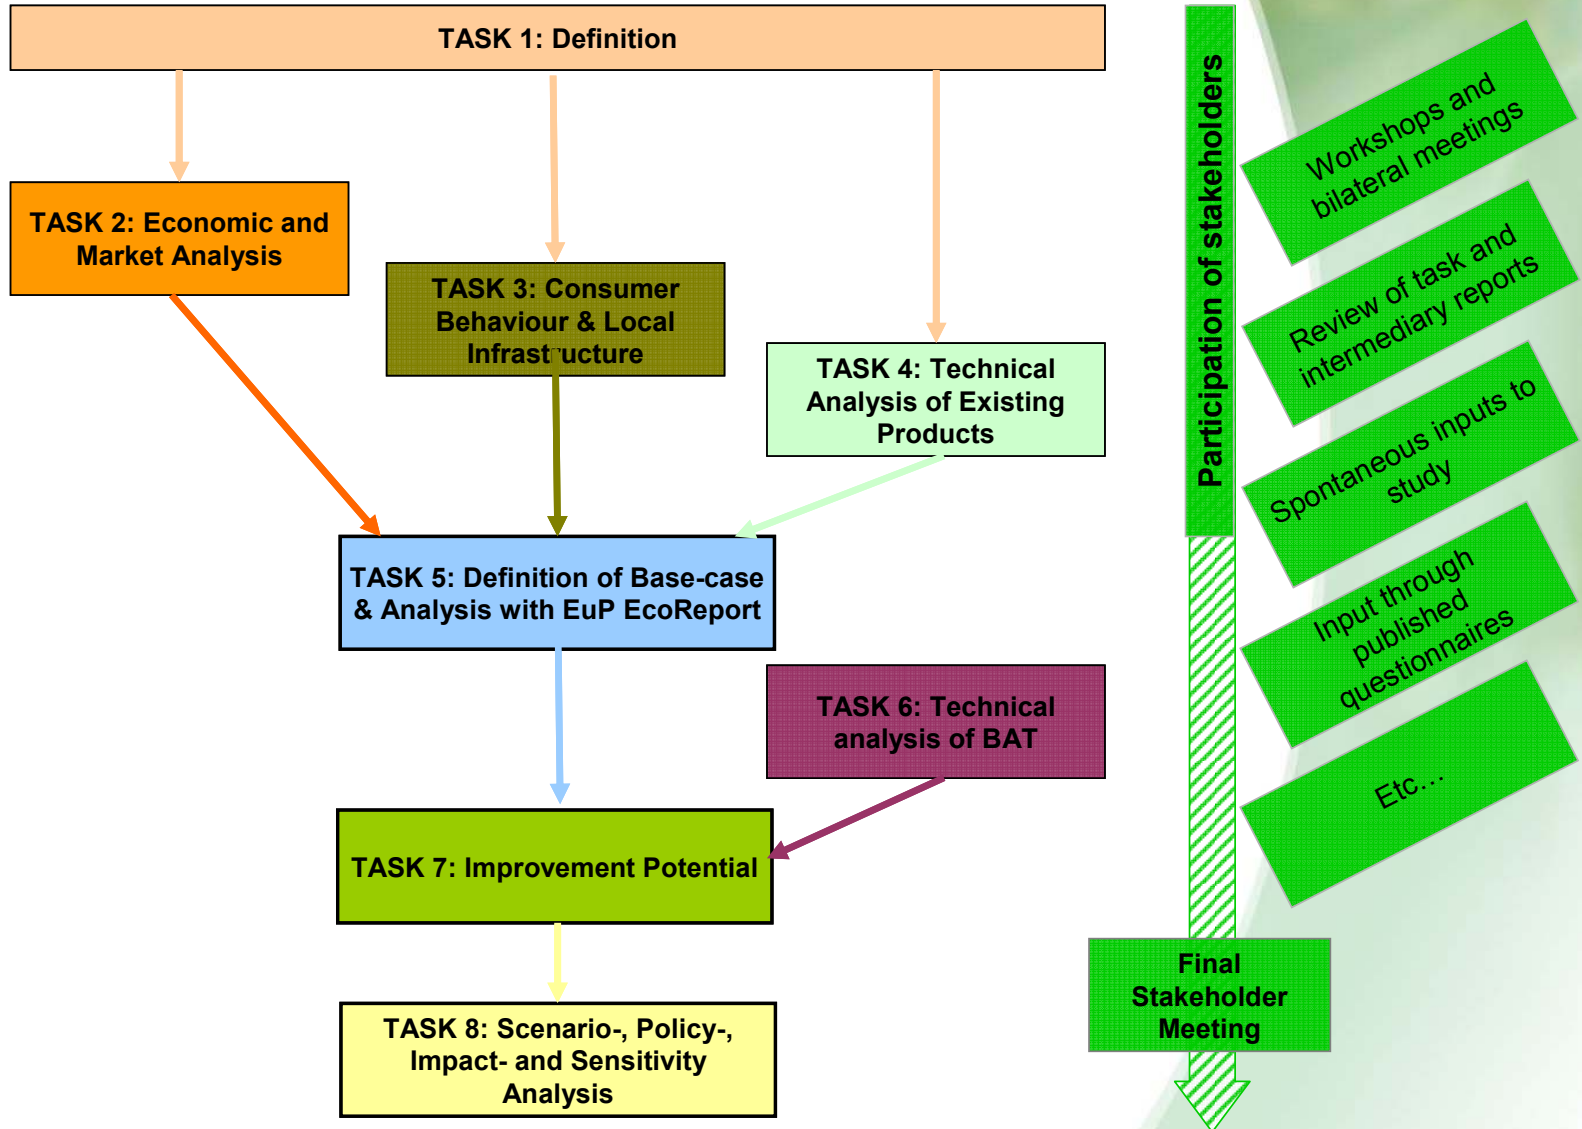 TASK 1: Definition
TASK 2: Economic and
Market Analysis
TASK 3: Consumer
Behaviour & Local
Infrastructure
TASK 4: Technical
Analysis of Existing
Products
TASK 5: Definition of Base-case
& Analysis with EuP EcoReport
TASK 6: Technical
analysis of BAT
TASK 7: Improvement Potential
TASK 8: Scenario-, Policy-,
Impact- and Sensitivity
Analysis
Participation of stakeholders
Workshops and
bilateral meetings
Review of task and
intermediary reports
Spontaneous inputs to
study
Input through
published
questionnaires
Etc…
Final
Stakeholder
Meeting